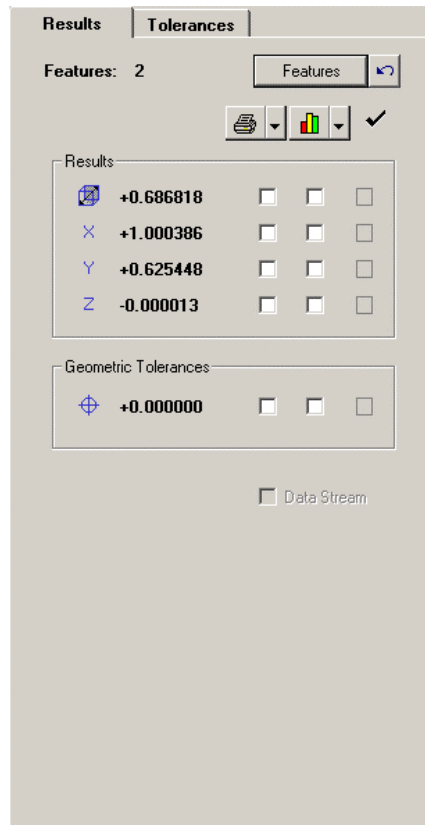 Results Tolerances
Features: 2 Features
Results
+0.686818
X +1.000386
Y +0.625448
Z -0.000013
Geometric Tolerances
+0.000000
Data Stream